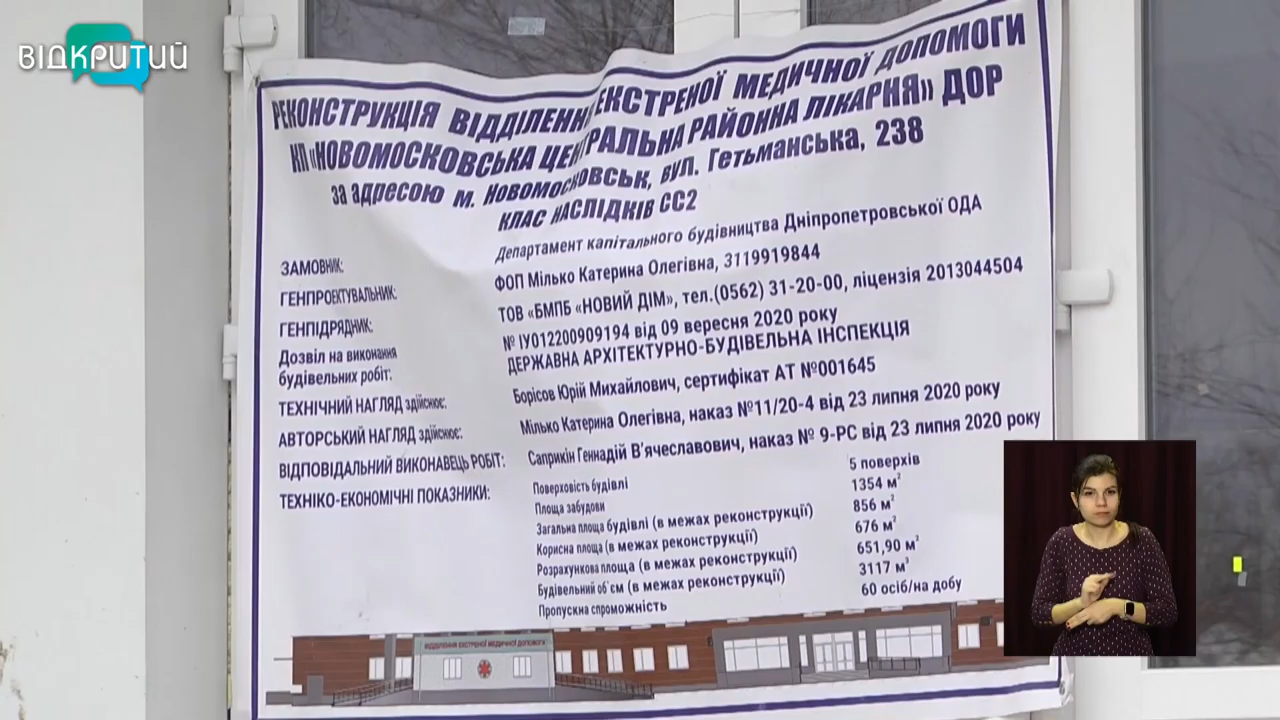 ВІДКРИТИЙ
РЕКОНСТРУКЦІЯ ВІДДІЛЕННЯ ЕКСТРЕНОЇ МЕДИЧНОЇ ДОПОМОГИ
КП «НОВОМОСКОВСЬКА ЦЕНТРАЛЬНА РАЙОННА ЛІКАРНЯ» ДОР
за адресою м. Новомосковськ, вул. Гетьманська, 238
КЛАС НАСЛІДКІВ СС2
ЗАМОВНИК: Департамент капітального будівництва Дніпропетровської ОДА
ГЕНПРОЕКТУВАЛЬНИК: ФОП Мілько Катерина Олегівна, 3119919844
ГЕНПІДРЯДНИК: ТОВ «БМПБ «НОВИЙ ДІМ», тел.(0562) 31-20-00, ліцензія 2013044504
Дозвіл на виконання № ІУ012200909194 від 09 вересня 2020 року
будівельних робіт: ДЕРЖАВНА АРХІТЕКТУРНО-БУДІВЕЛЬНА ІНСПЕКЦІЯ
ТЕХНІЧНИЙ НАГЛЯД здійснює: Борісов Юрій Михайлович, сертифікат АТ №001645
АВТОРСЬКИЙ НАГЛЯД здійснює: Мілько Катерина Олегівна, наказ №11/20-4 від 23 липня 2020 року
ВІДПОВІДАЛЬНИЙ ВИКОНАВЕЦЬ РОБІТ: Саприкін Геннадій В'ячеславович, наказ № 9-РС від 23 липня 2020 року
ТЕХНІКО-ЕКОНОМІЧНІ ПОКАЗНИКИ: Поверховість будівлі 5 поверхів
Площа забудови 1354 м²
Загальна площа будівлі (в межах реконструкції) 856 м²
Корисна площа (в межах реконструкції) 676 м²
Розрахункова площа (в межах реконструкції) 651,90 м²
Будівельний об'єм (в межах реконструкції) 3117 м³
Пропускна спроможність 60 осіб/на добу
ВІДДІЛЕННЯ ЕКСТРЕНОЇ МЕДИЧНОЇ ДОПОМОГИ